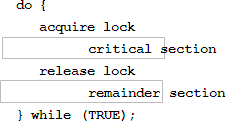 do {
acquire lock
critical section
release lock
remainder section
} while (TRUE);